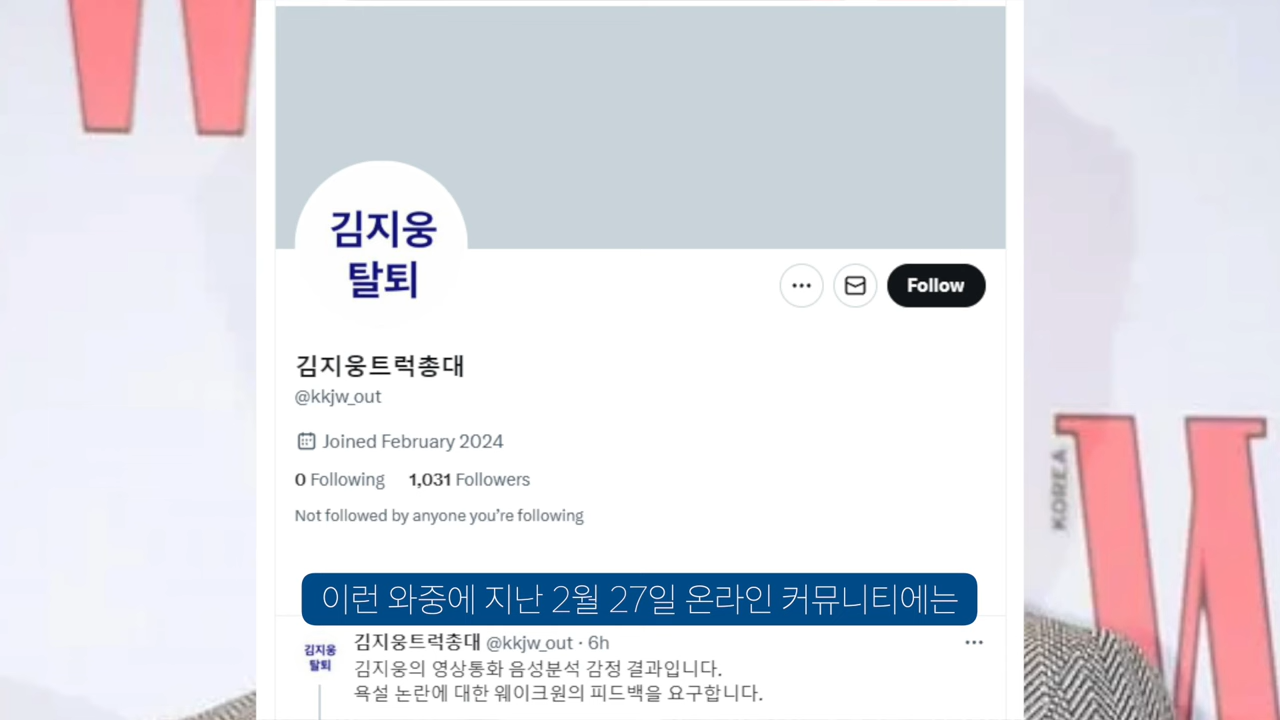 W
김지웅
탈퇴
Follow
김지웅트럭총대
@kkjw_out
Joined February 2024
0 Following 1,031 Followers
Not followed by anyone you're following
이런 와중에 지난 2월 27일 온라인 커뮤니티에는
김지웅
탈퇴
김지웅트럭총대 @kkjw_out · 6h
김지웅의 영상통화 음성분석 감정 결과입니다.
욕설 논란에 대한 웨이크원의 피드백을 요구합니다.
W
KOREA